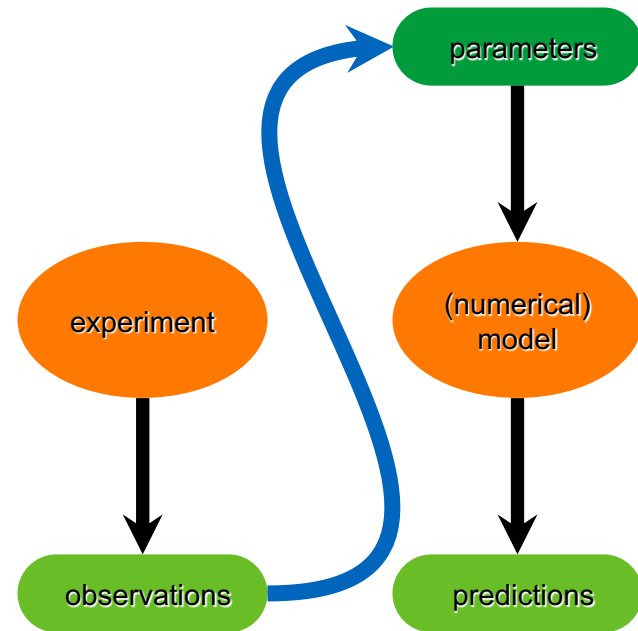 parameters
experiment
(numerical)
model
observations
predictions